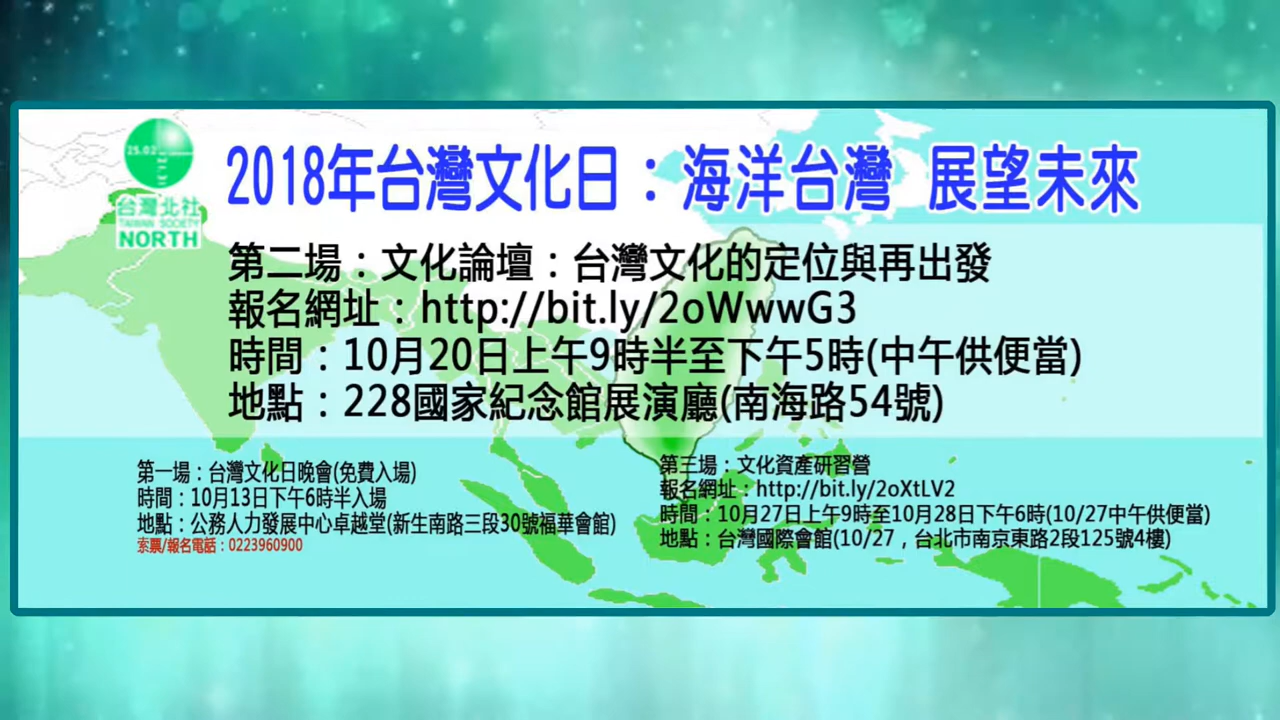 25.02
台灣北社
TAIWAN SOCIETY
NORTH
2018年台灣文化日：海洋台灣 展望未來
第二場：文化論壇：台灣文化的定位與再出發
報名網址：http://bit.ly/2oWwwG3
時間：10月20日上午9時半至下午5時(中午供便當)
地點：228國家紀念館展演廳(南海路54號)
第一場：台灣文化日晚會(免費入場)
時間：10月13日下午6時半入場
地點：公務人力發展中心卓越堂(新生南路三段30號福華會館)
索票/報名電話：0223960900
第三場：文化資產研習營
報名網址：http://bit.ly/2oXtLV2
時間：10月27日上午9時至10月28日下午6時(10/27中午供便當)
地點：台灣國際會館(10/27，台北市南京東路2段125號4樓)